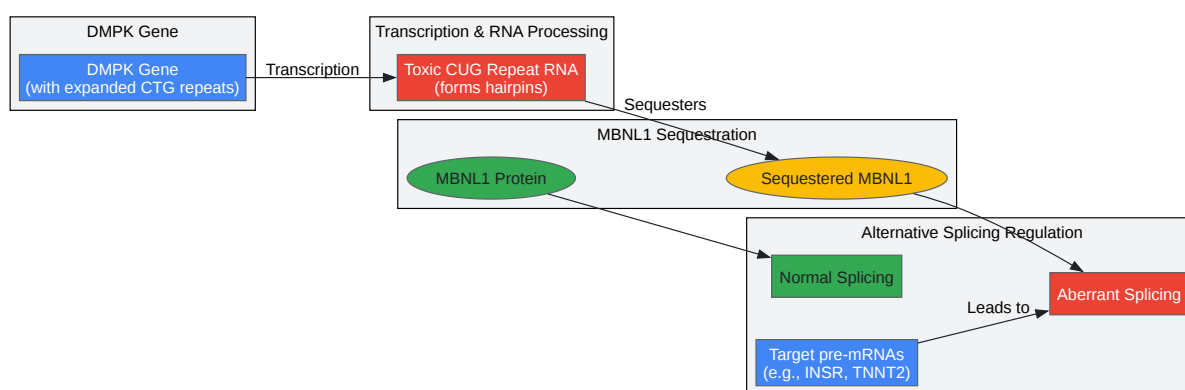 DMPK Gene
DMPK Gene
(with expanded CTG repeats)
Transcription
Transcription & RNA Processing
Toxic CUG Repeat RNA
(forms hairpins)
Sequesters
MBNL1 Sequestration
MBNL1 Protein
Sequestered MBNL1
Alternative Splicing Regulation
Normal Splicing
Aberrant Splicing
Leads to
Target pre-mRNAs
(e.g., INSR, TNNT2)